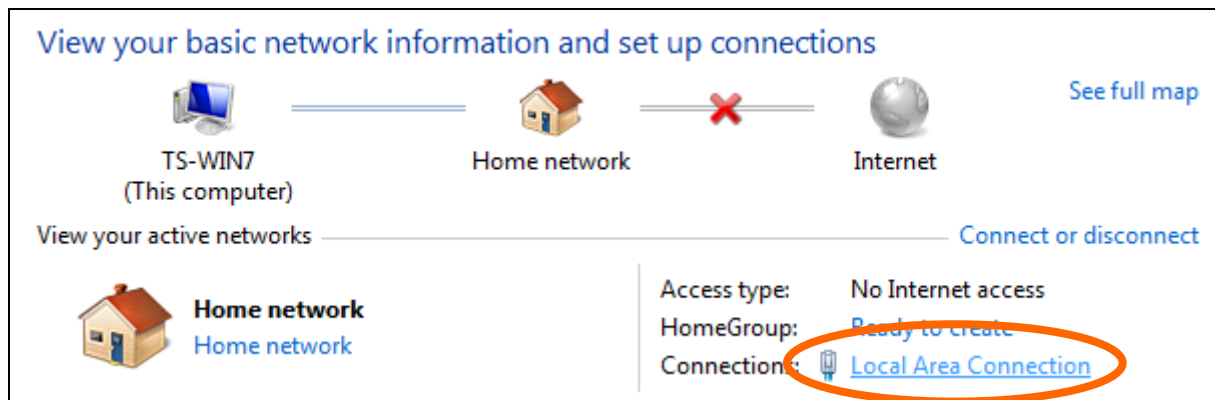 View your basic network information and set up connections
See full map
TS-WIN7
(This computer)
Home network
Internet
View your active networks
Connect or disconnect
Home network
Home network
Access type: No Internet access
HomeGroup: Ready to create
Connections: Local Area Connection